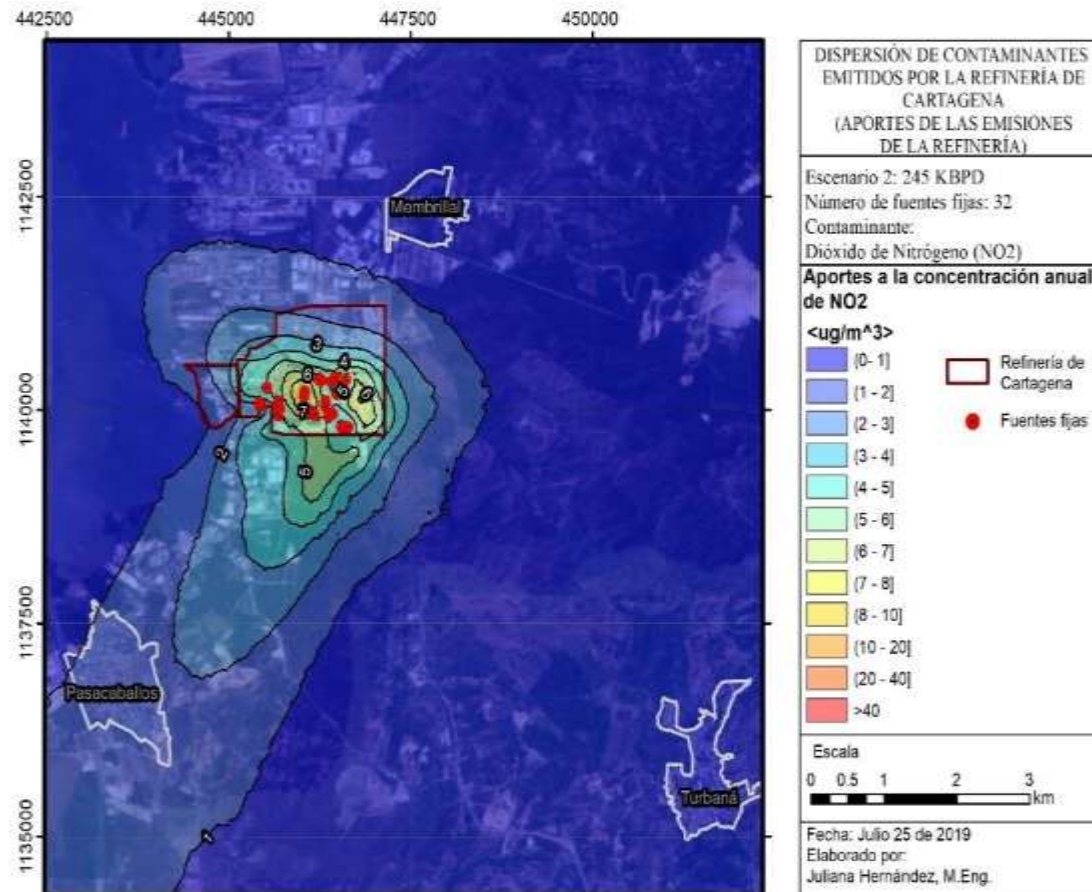 442500 445000 447500 450000
1142500
1140000
1137500
1135000
Membrillal
Pasacaballos
Turbaná
3
4
6
8
6
7
5
2
1
DISPERSIÓN DE CONTAMINANTES
EMITIDOS POR LA REFINERÍA DE
CARTAGENA
(APORTES DE LAS EMISIONES
DE LA REFINERÍA)
Escenario 2: 245 KBPD
Número de fuentes fijas: 32
Contaminante:
Dióxido de Nitrógeno (NO2)
Aportes a la concentración anual
de NO2
<ug/m^3>
(0- 1]
(1 - 2]
(2 - 3]
(3 - 4]
(4 - 5]
(5 - 6]
(6 - 7]
(7 - 8]
(8 - 10]
(10 - 20]
(20 - 40]
>40
Refinería de
Cartagena
Fuentes fijas
Escala
0 0.5 1 2 3
km
Fecha: Julio 25 de 2019
Elaborado por:
Juliana Hernández, M.Eng.